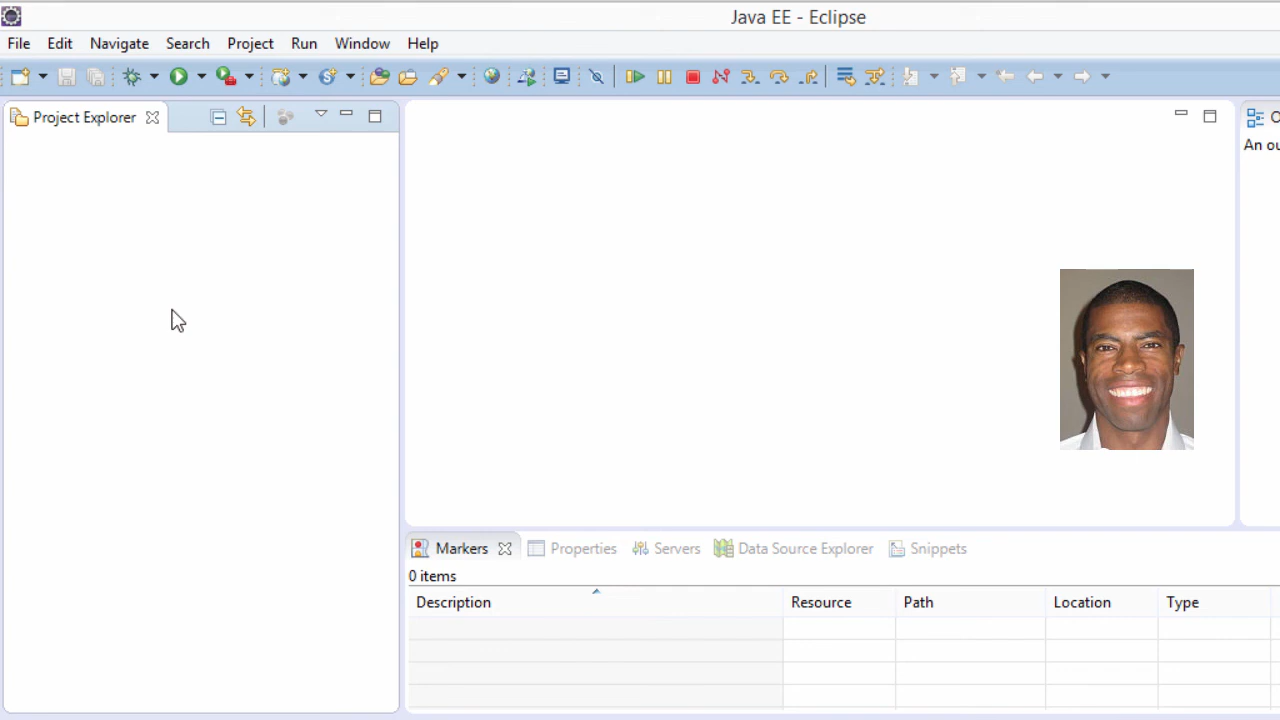 Java EE - Eclipse
File Edit Navigate Search Project Run Window Help
Project Explorer
An
Markers Properties Servers Data Source Explorer Snippets
0 items
Description Resource Path Location Type